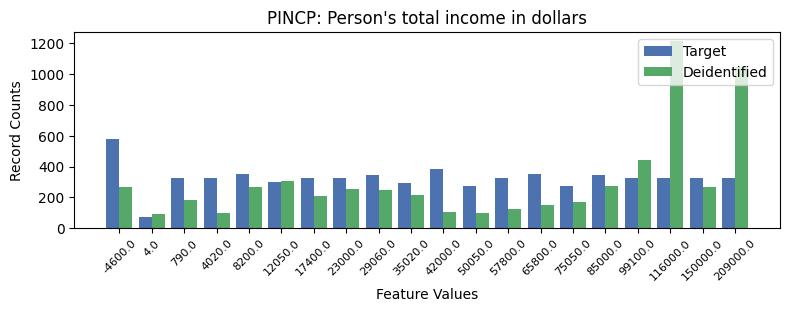 PINCP: Person's total income in dollars
Target
Deidentified
Record Counts
1200
1000
800
600
400
200
0
-4600.0 4.0 790.0 4020.0 8200.0 12050.0 17400.0 23000.0 29060.0 35020.0 42000.0 50050.0 57800.0 65800.0 75050.0 85000.0 99100.0 116000.0 150000.0 209000.0
Feature Values